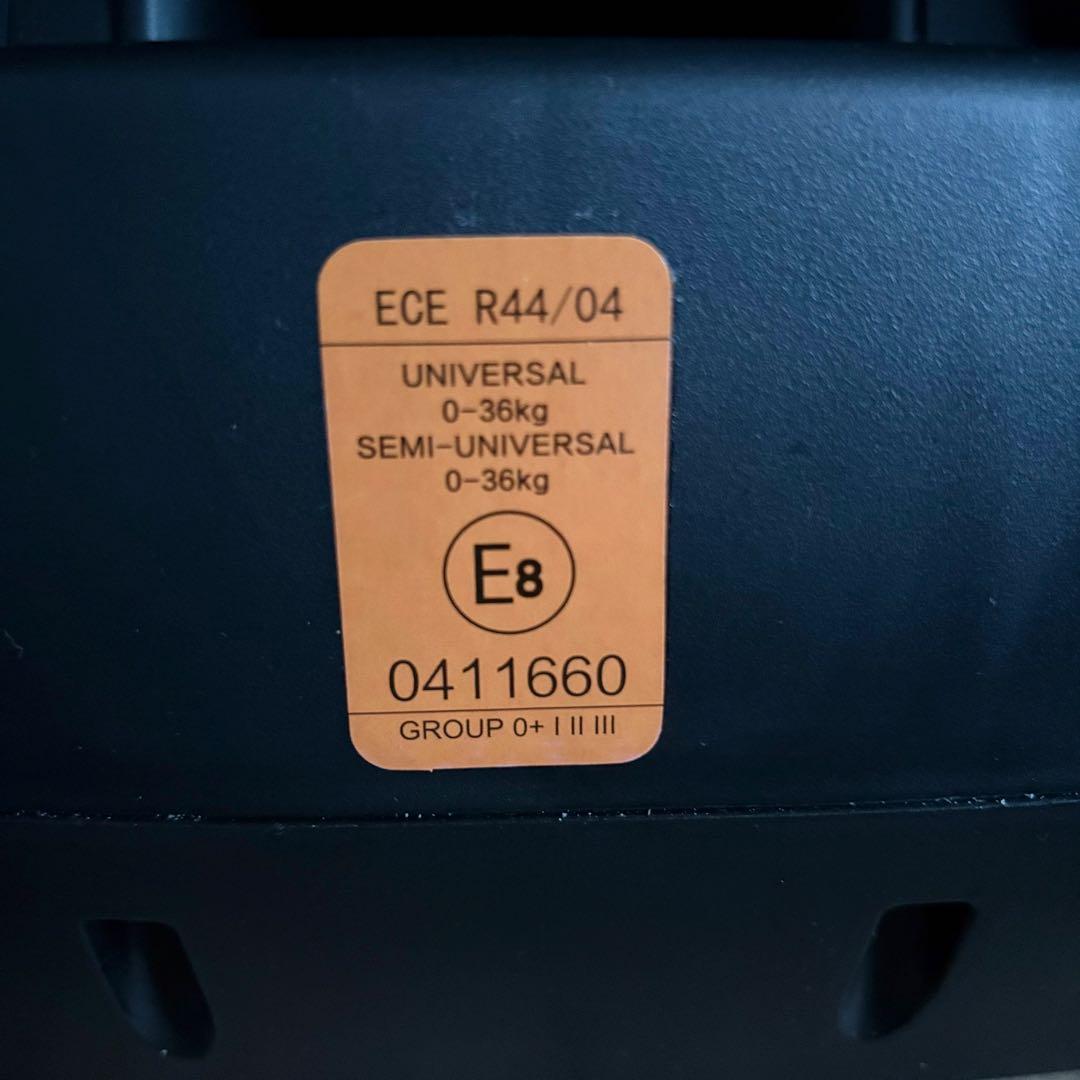 ECE R44/04
UNIVERSAL
0-36kg
SEMI-UNIVERSAL
0-36kg
E8
0411660
GROUP 0+ I II III